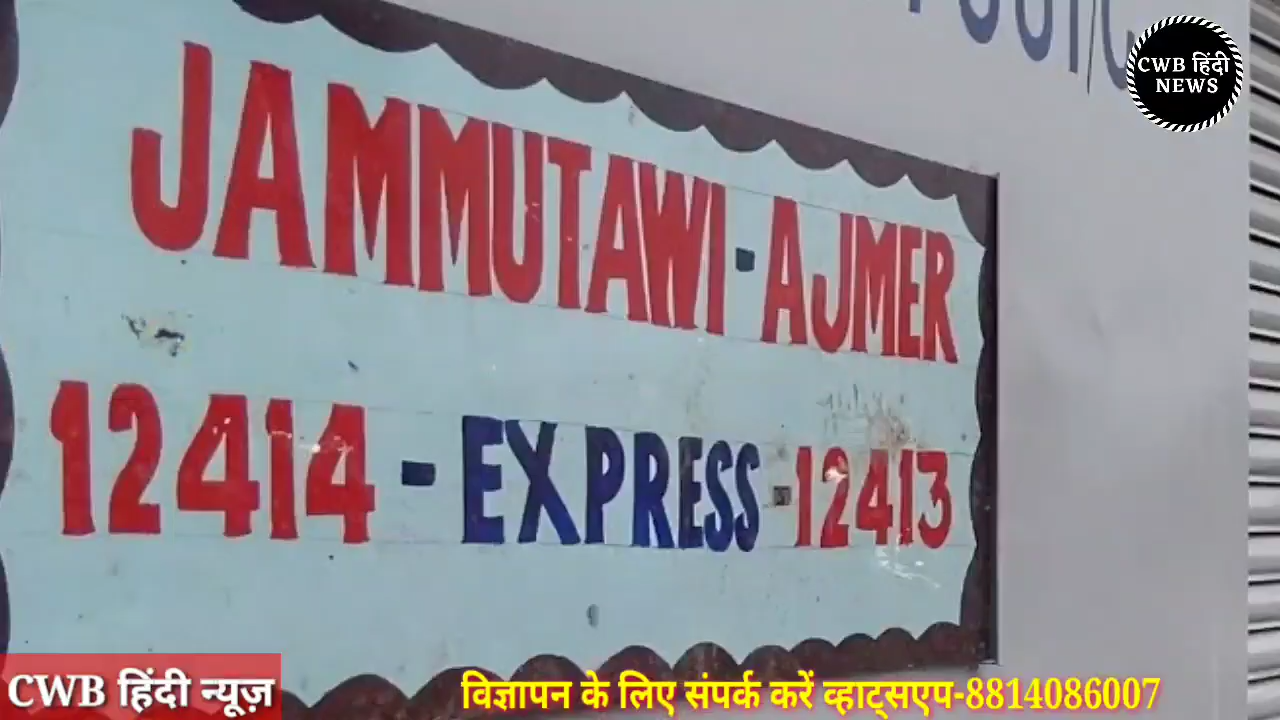 CWB हिंदी
NEWS
JAMMUTAWI-AJMER
12414-EXPRESS-12413
CWB हिंदी न्यूज़
विज्ञापन के लिए संपर्क करें व्हाट्सएप-8814086007